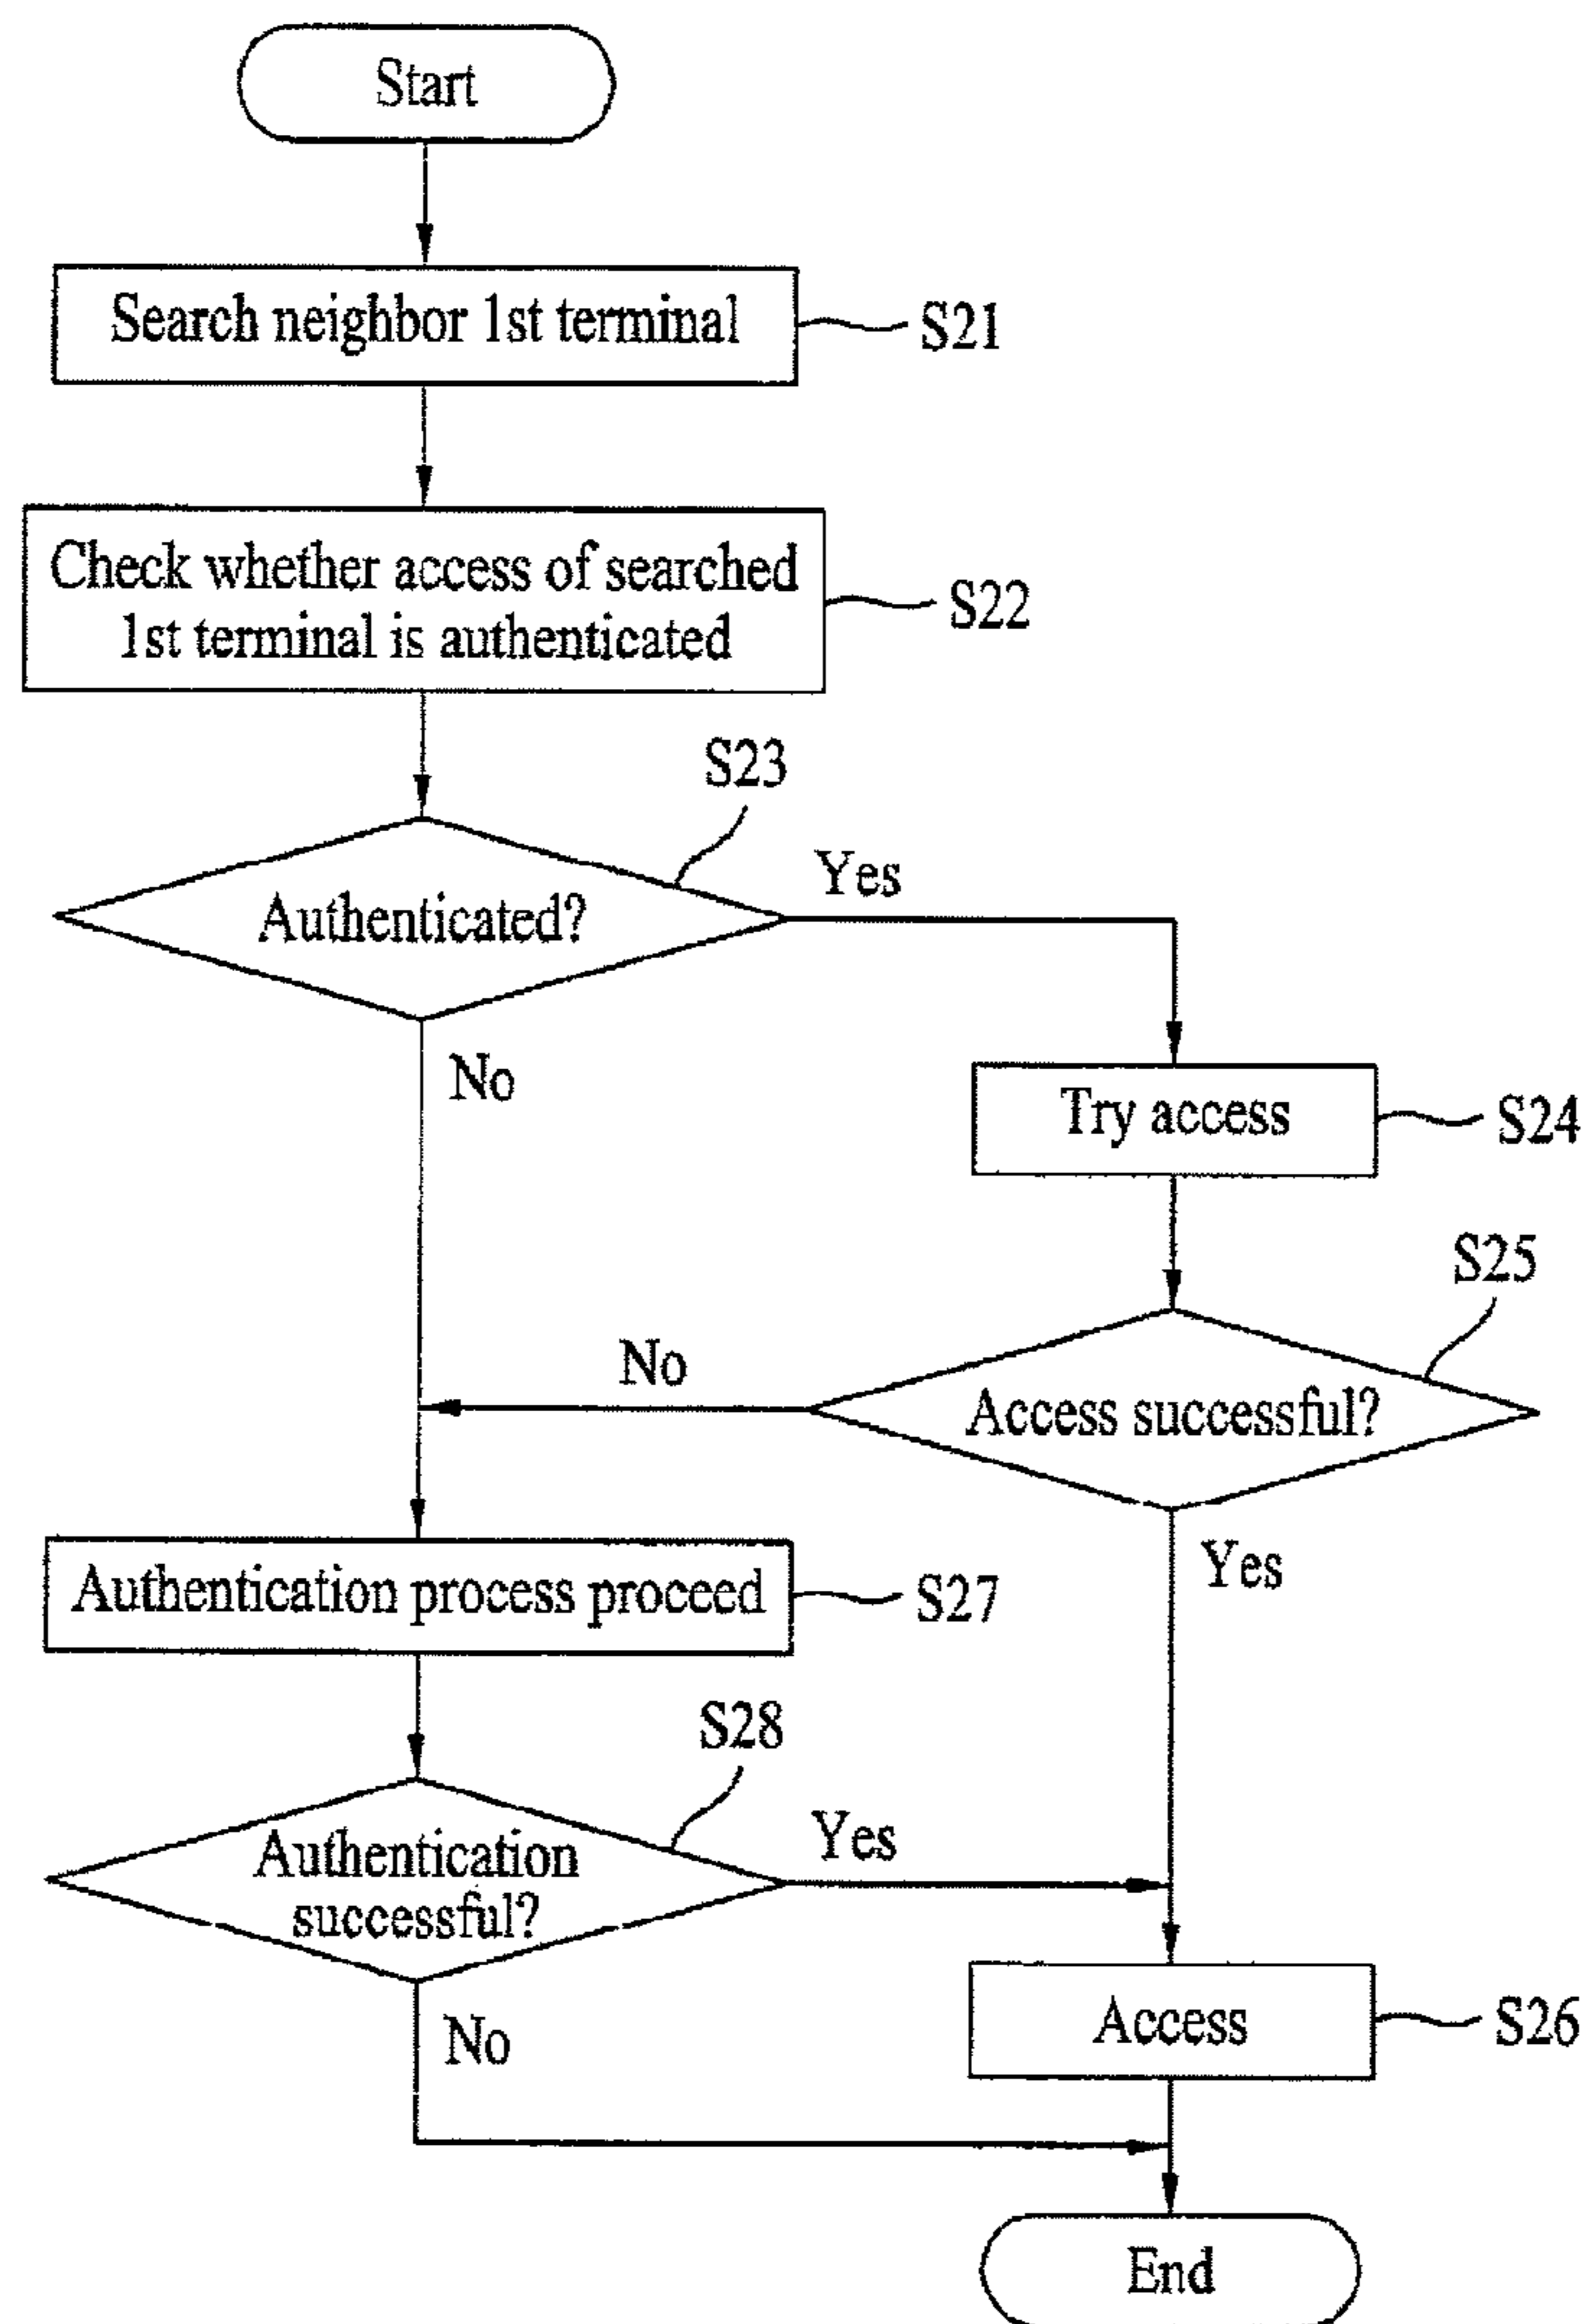 Start
Search neighbor 1st terminal
S21
Check whether access of searched
1st terminal is authenticated
S22
S23
Authenticated?
Yes
No
Try access
S24
S25
Access successful?
No
Yes
Authentication process proceed
S27
S28
Authentication
successful?
Yes
No
Access
S26
End